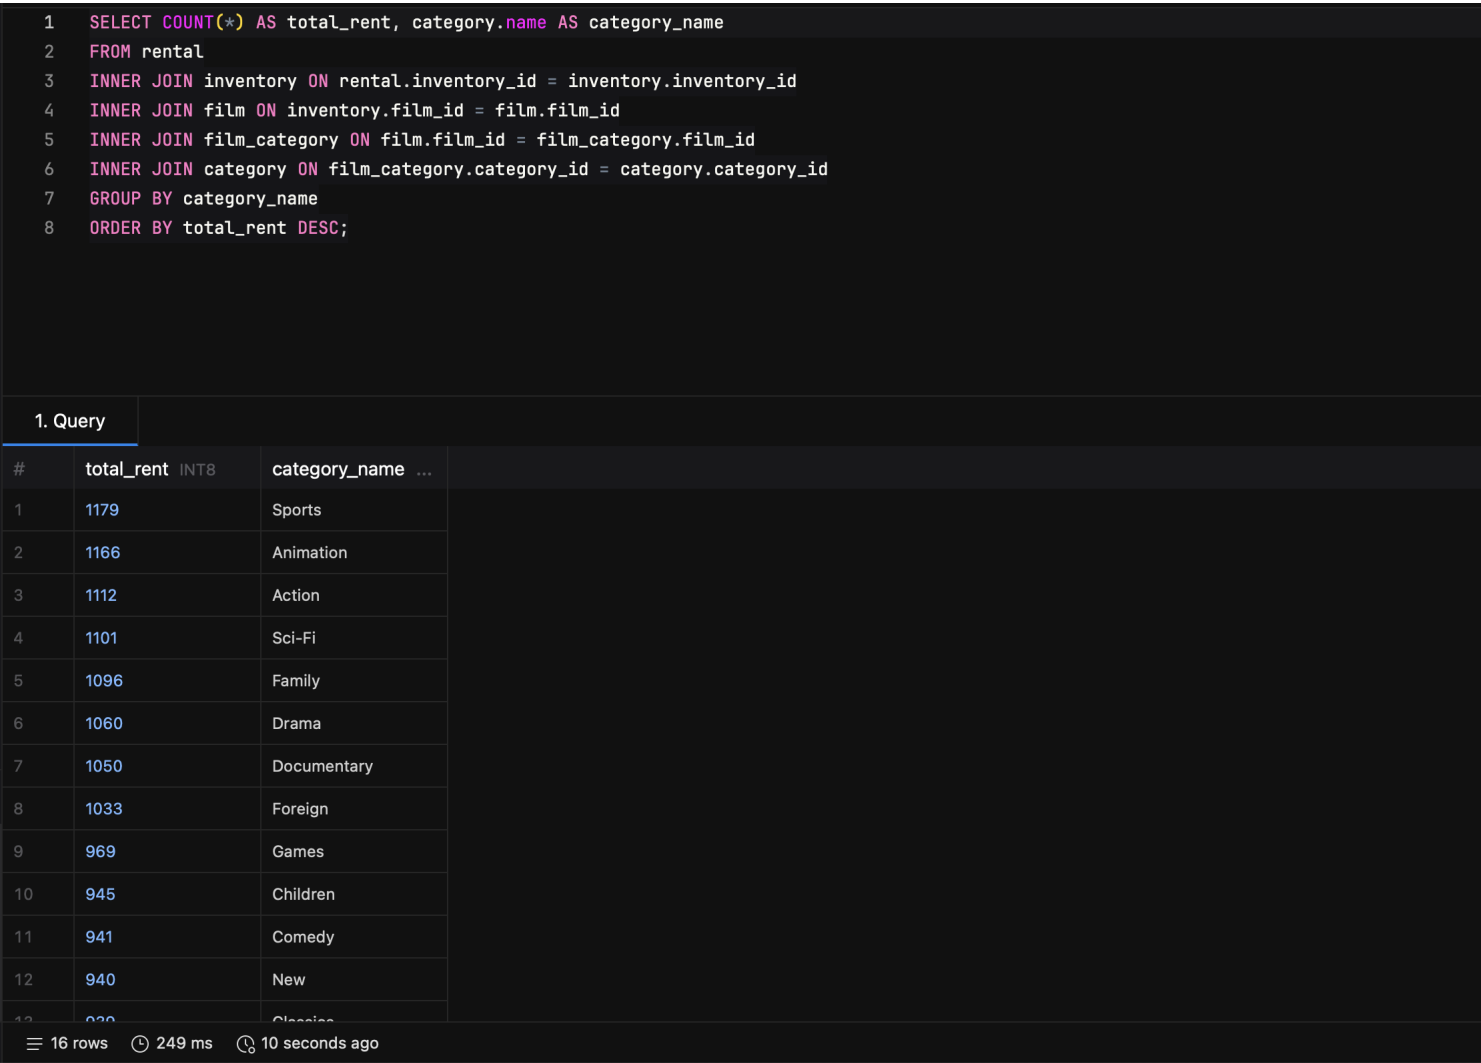 1 SELECT COUNT(*) AS total_rent, category.name AS category_name
2 FROM rental
3 INNER JOIN inventory ON rental.inventory_id = inventory.inventory_id
4 INNER JOIN film ON inventory.film_id = film.film_id
5 INNER JOIN film_category ON film.film_id = film_category.film_id
6 INNER JOIN category ON film_category.category_id = category.category_id
7 GROUP BY category_name
8 ORDER BY total_rent DESC;
1. Query
# total_rent INT8 category_name ...
1 1179 Sports
2 1166 Animation
3 1112 Action
4 1101 Sci-Fi
5 1096 Family
6 1060 Drama
7 1050 Documentary
8 1033 Foreign
9 969 Games
10 945 Children
11 941 Comedy
12 940 New
13 939 Classics
16 rows 249 ms 10 seconds ago